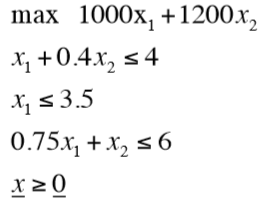 max 1000x₁ + 1200x₂
x₁ + 0.4x₂ ≤ 4
x₁ ≤ 3.5
0.75x₁ + x₂ ≤ 6
x̲ ≥ 0̲